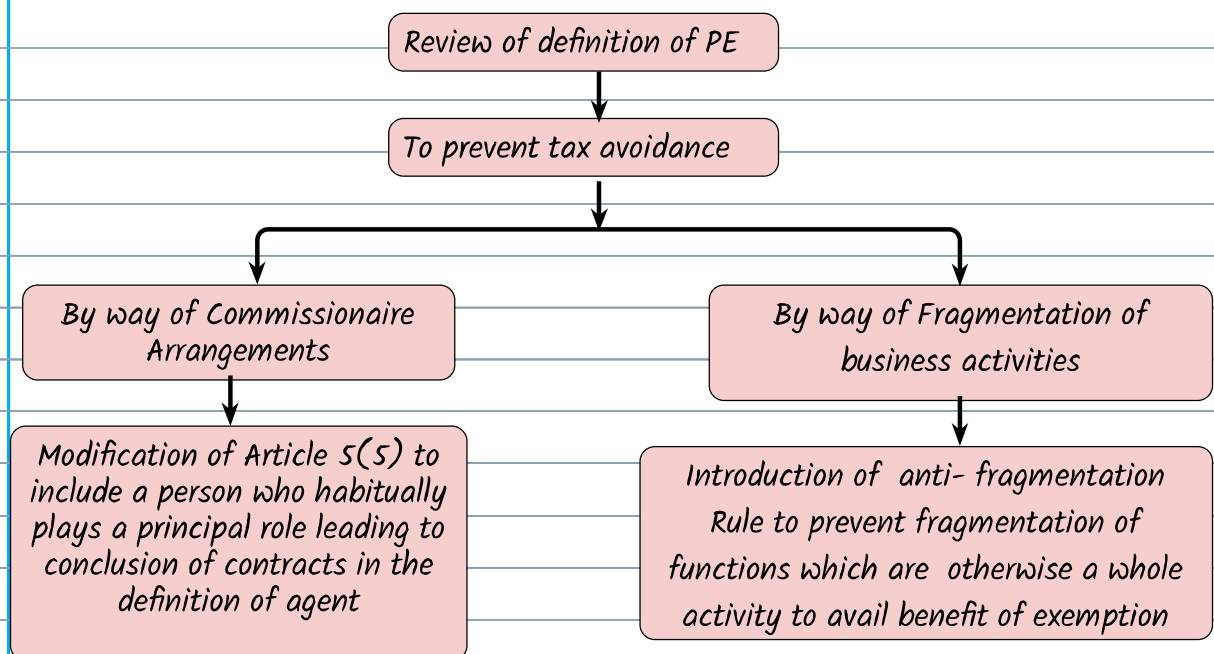 Review of definition of PE
To prevent tax avoidance
By way of Commissionaire
Arrangements
By way of Fragmentation of
business activities
Modification of Article 5(5) to
include a person who habitually
plays a principal role leading to
conclusion of contracts in the
definition of agent
Introduction of anti- fragmentation
Rule to prevent fragmentation of
functions which are otherwise a whole
activity to avail benefit of exemption